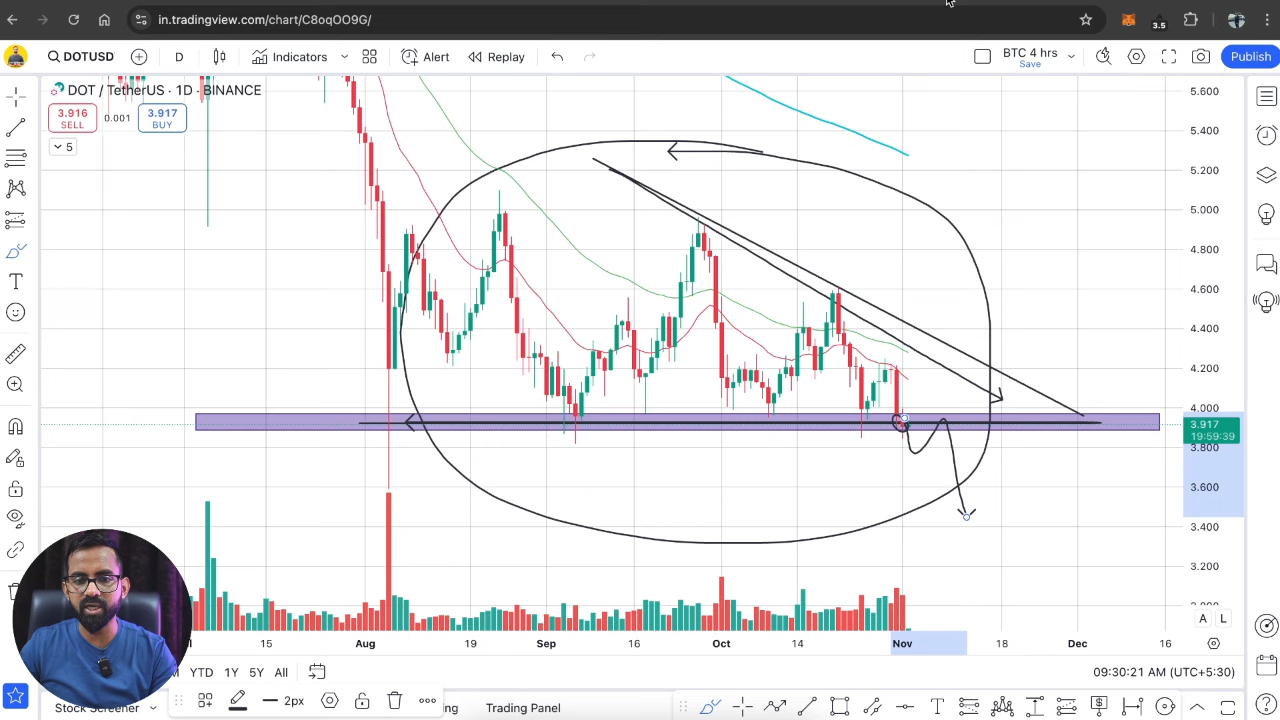 in.tradingview.com/chart/C8oqOO9G/
3.5
DOTUSD
D
Indicators
Alert
Replay
BTC 4 hrs
Save
Publish
DOT / TetherUS · 1D · BINANCE
3.916
SELL
0.001
3.917
BUY
5
5.600
5.400
5.200
5.000
4.800
4.600
4.400
4.200
4.000
3.917
19:59:39
3.800
3.600
3.400
3.200
A
L
15
Aug
19
Sep
16
Oct
14
Nov
18
Dec
16
YTD
1Y
5Y
All
09:30:21 AM (UTC+5:30)
Stock Screener
2px
Trading Panel